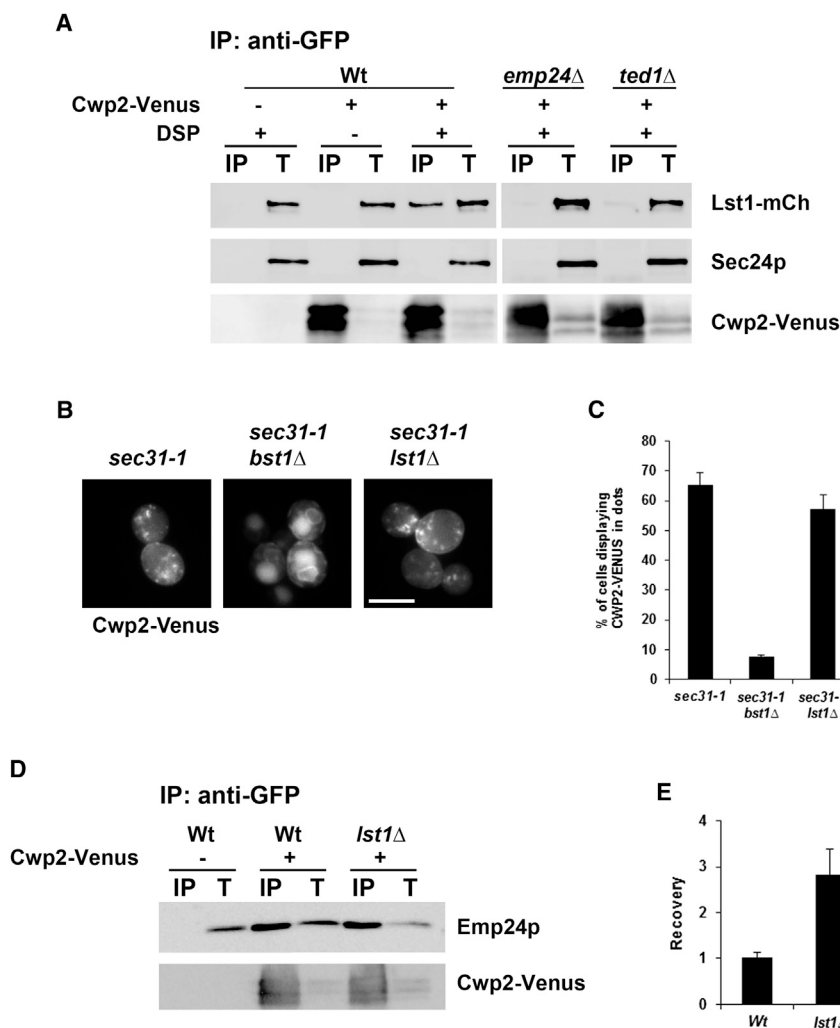 A
IP: anti-GFP
Wt emp24Δ ted1Δ
Cwp2-Venus - + + + +
DSP + - + + +
IP T IP T IP T IP T IP T
Lst1-mCh
Sec24p
Cwp2-Venus
B
sec31-1
sec31-1
bst1Δ
sec31-1
lst1Δ
Cwp2-Venus
C
% of cells displaying
CWP2-VENUS in dots
80
70
60
50
40
30
20
10
0
sec31-1
sec31-1
bst1Δ
sec31-
lst1Δ
D
IP: anti-GFP
Wt Wt lst1Δ
Cwp2-Venus - + +
IP T IP T IP T
Emp24p
Cwp2-Venus
E
Recovery
4
3
2
1
0
Wt
lst1